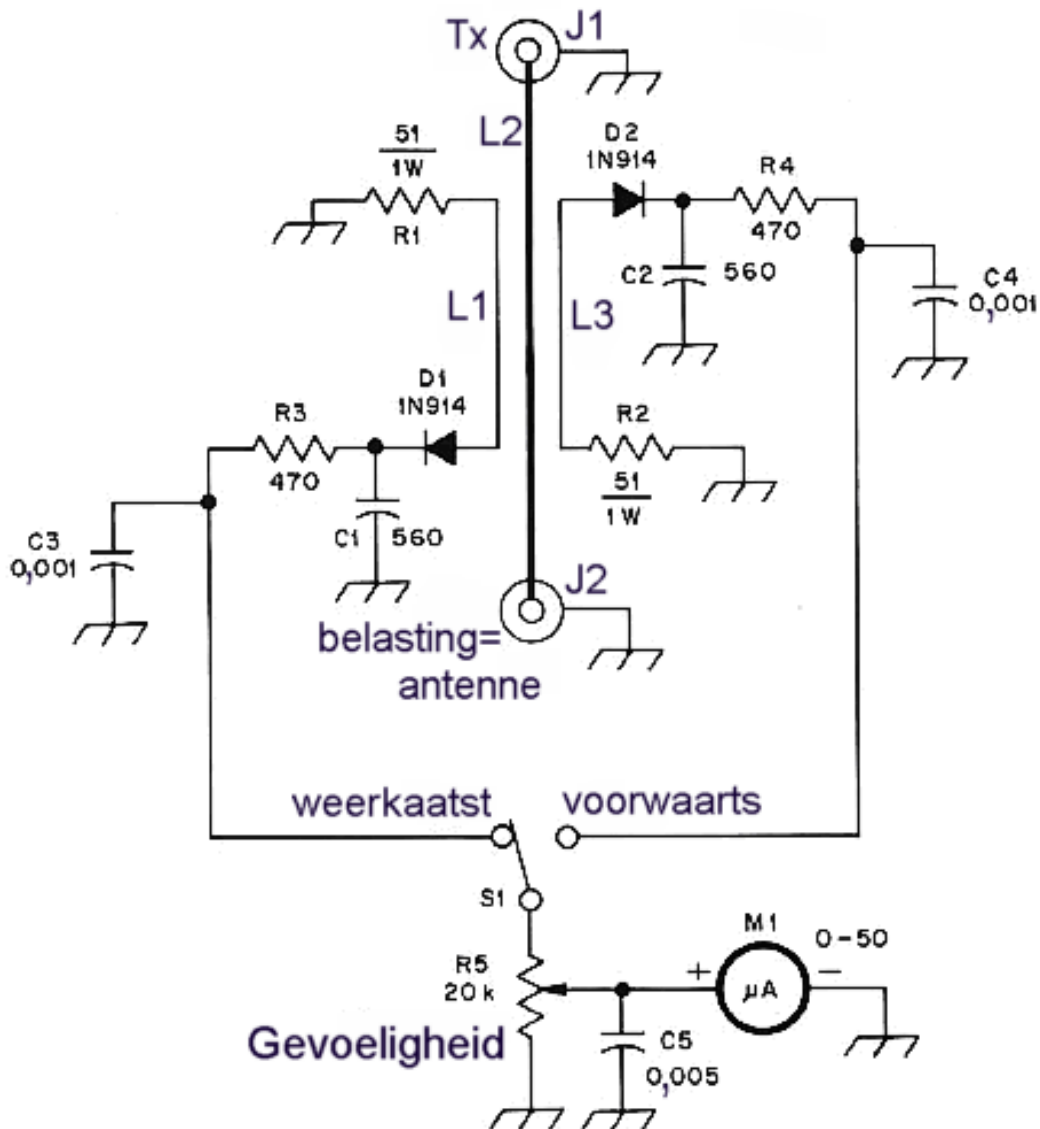 Tx
J1
L2
51
1W
R1
D2
1N914
R4
470
C2
560
C4
0,001
L1
L3
D1
1N914
R3
470
R2
51
1W
C1
560
C3
0,001
J2
belasting=
antenne
weerkaatst
voorwaarts
S1
M1
0-50
R5
20k
+
µA
−
Gevoeligheid
C5
0,005